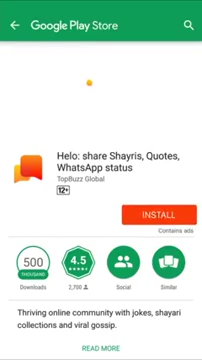 Google Play Store
Helo: share Shayris, Quotes,
WhatsApp status
TopBuzz Global
12+
INSTALL
Contains ads
500
THOUSAND
Downloads
4.5
2,700
Social
Similar
Thriving online community with jokes, shayari
collections and viral gossip.
READ MORE